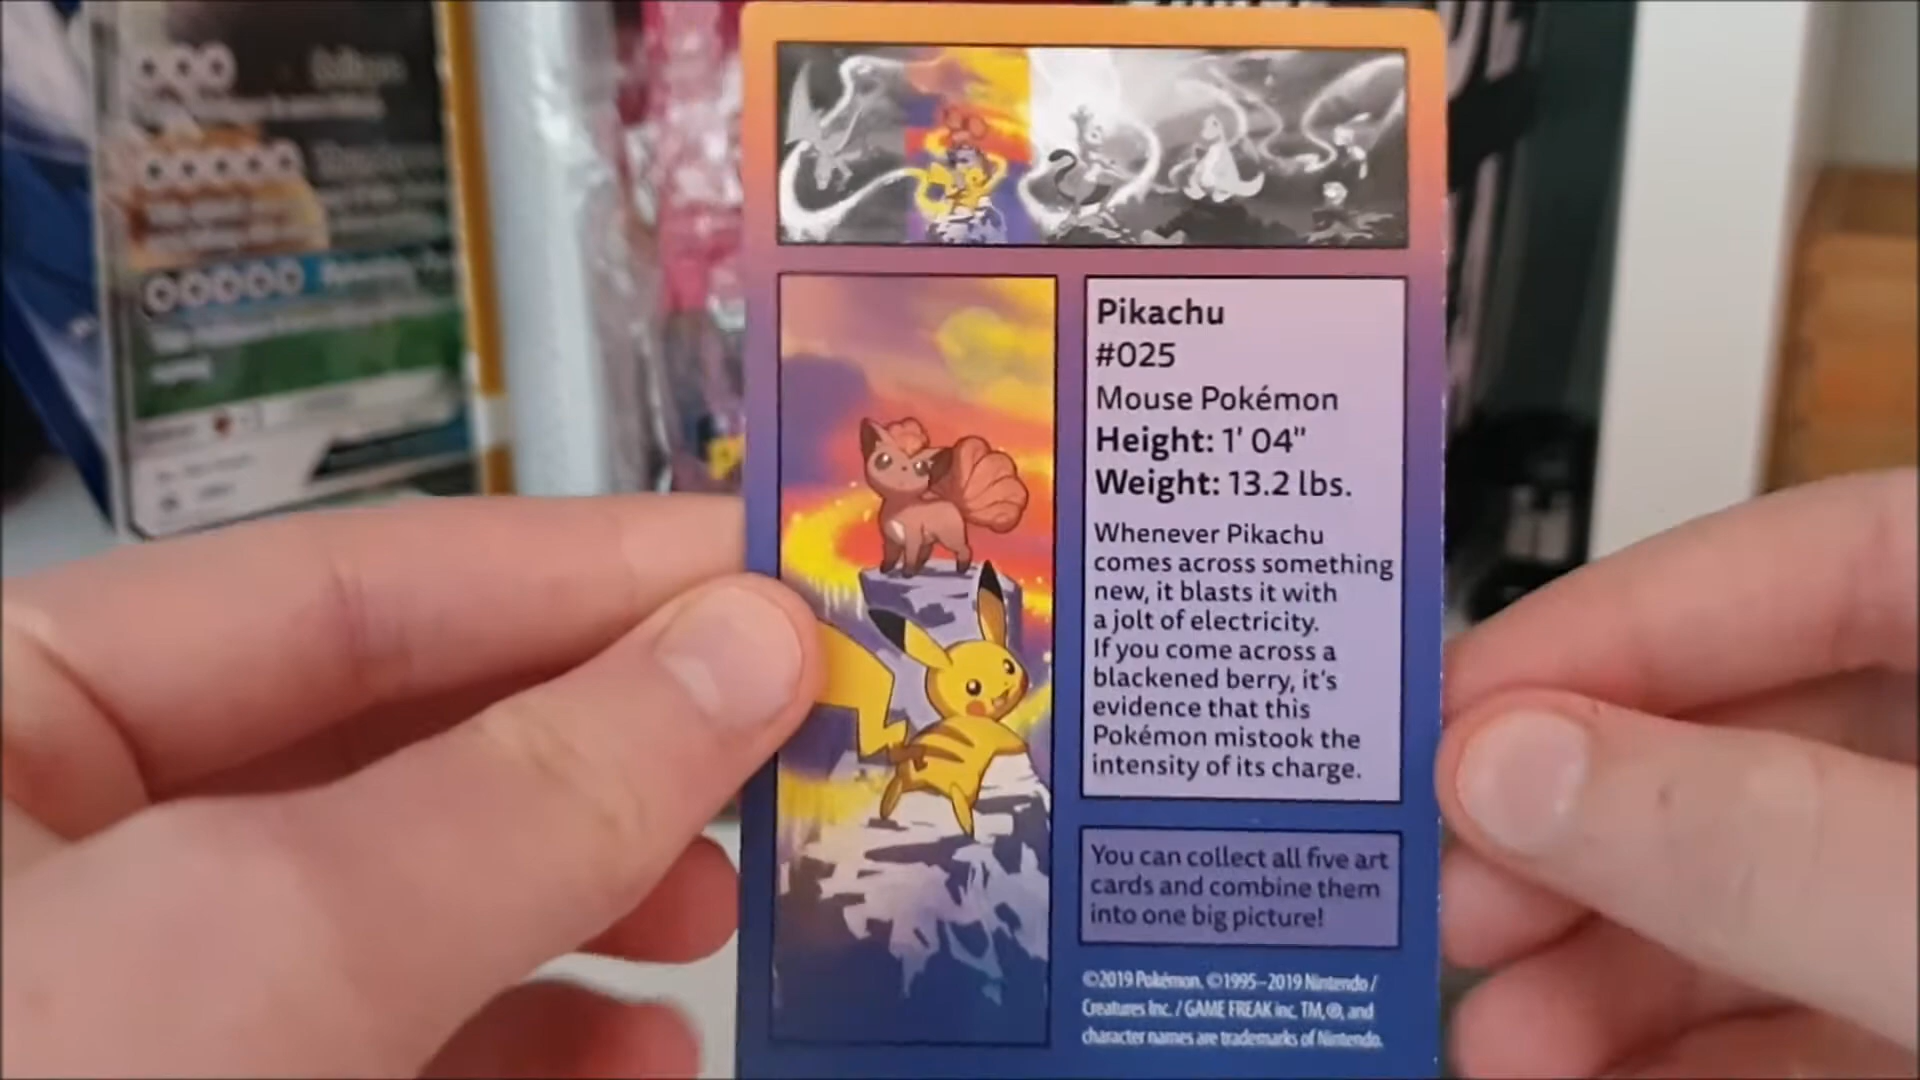 Pikachu
#025
Mouse Pokémon
Height: 1' 04"
Weight: 13.2 lbs.
Whenever Pikachu
comes across something
new, it blasts it with
a jolt of electricity.
If you come across a
blackened berry, it's
evidence that this
Pokémon mistook the
intensity of its charge.
You can collect all five art
cards and combine them
into one big picture!
©2019 Pokémon. ©1995–2019 Nintendo /
Creatures Inc. / GAME FREAK inc. TM,®, and
character names are trademarks of Nintendo.